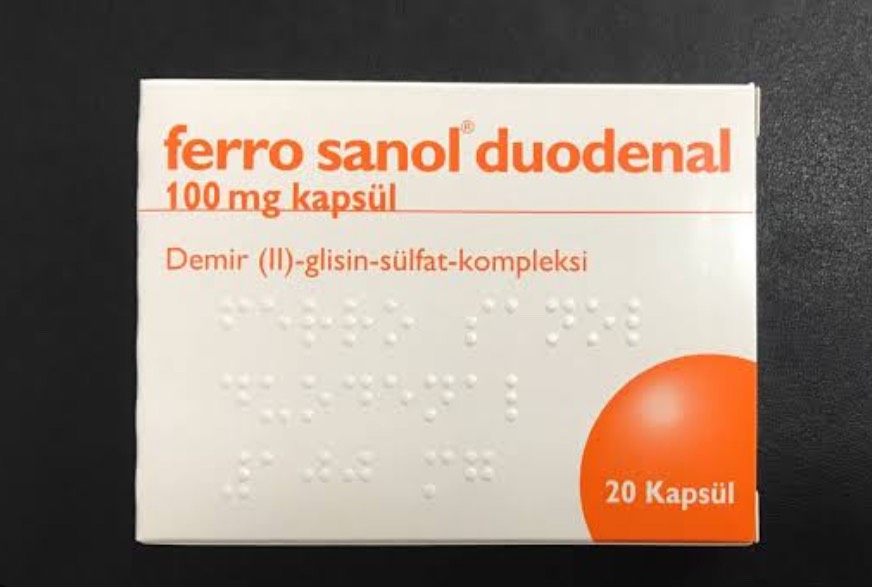 ferro sanol® duodenal
100 mg kapsül
Demir (II)-glisin-sülfat-kompleksi
20 Kapsül